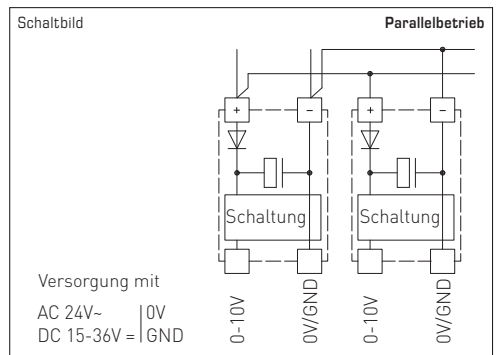 Schaltbild
Parallelbetrieb
+ − + −
Schaltung Schaltung
Versorgung mit
AC 24V~ | 0V
DC 15-36V = | GND
0-10V
0V/GND
0-10V
0V/GND